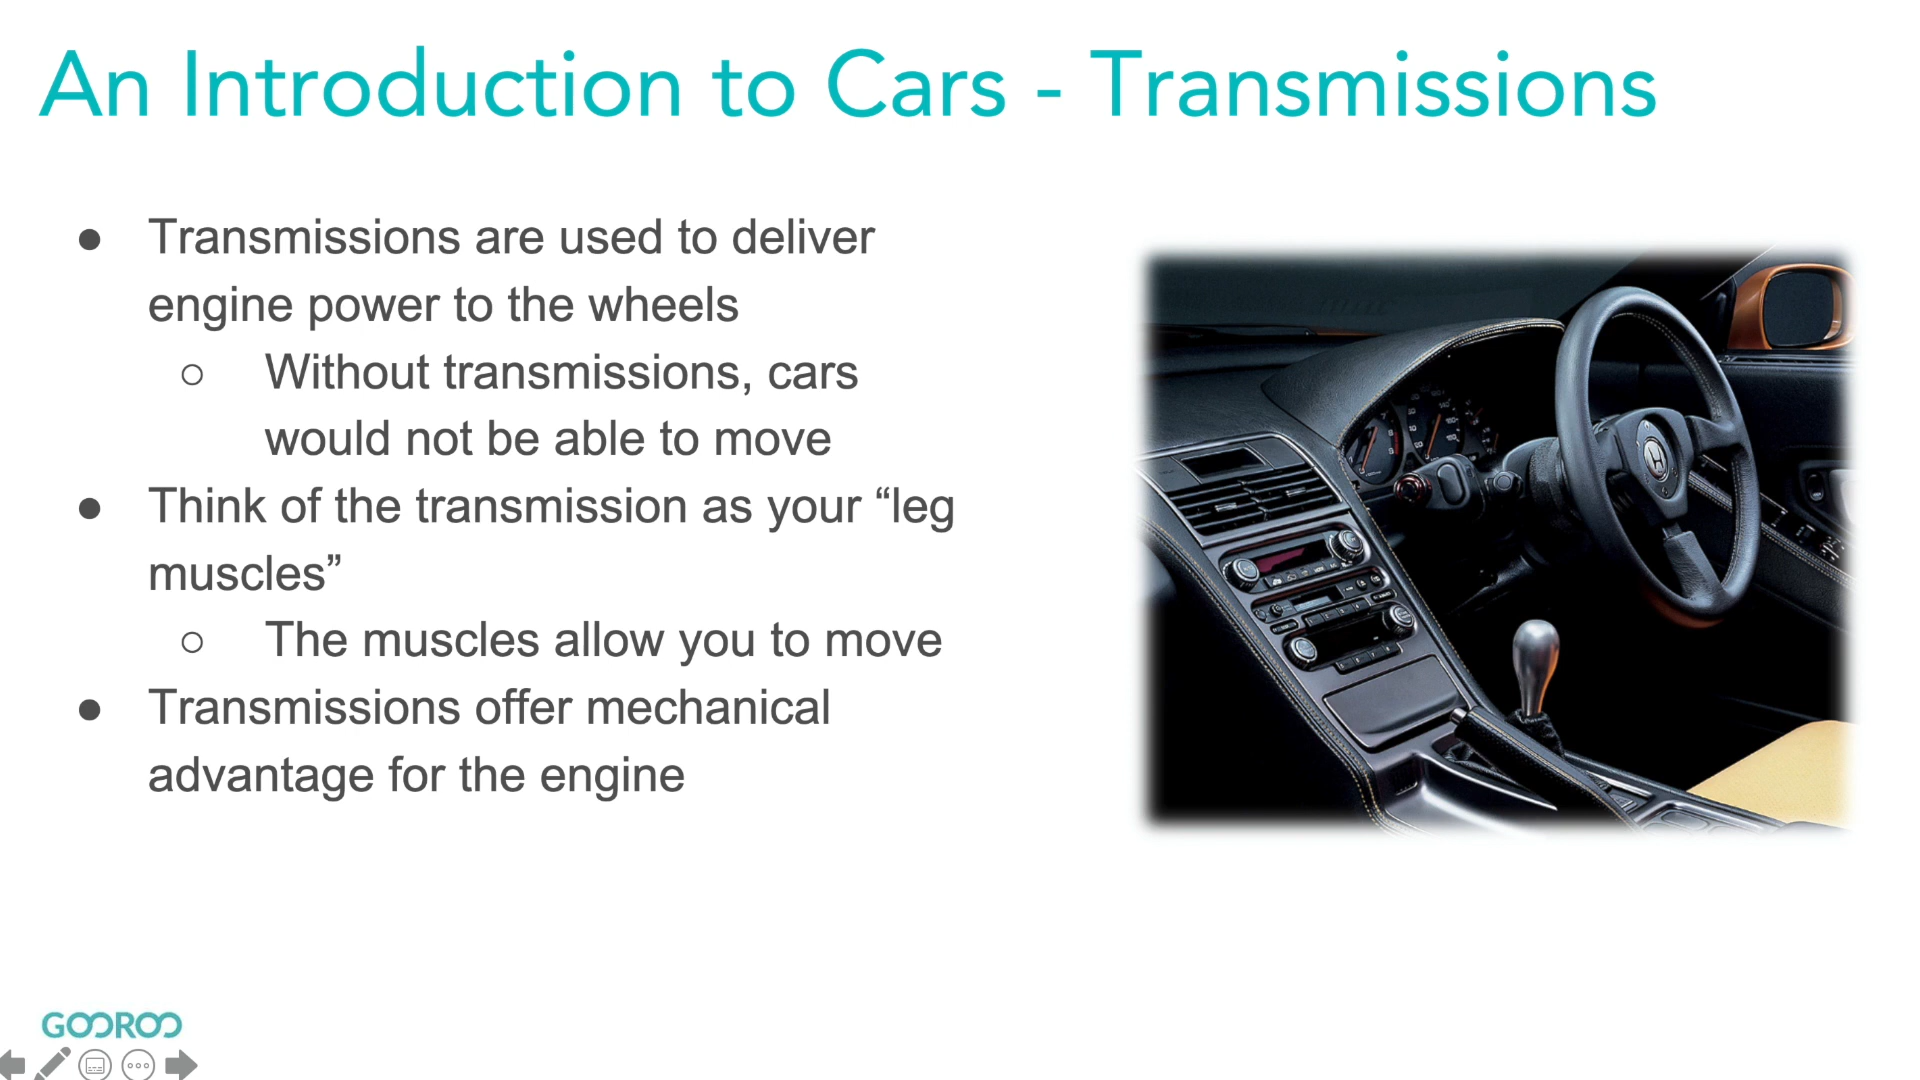 An Introduction to Cars - Transmissions
● Transmissions are used to deliver
engine power to the wheels
○ Without transmissions, cars
would not be able to move
● Think of the transmission as your “leg
muscles”
○ The muscles allow you to move
● Transmissions offer mechanical
advantage for the engine
GOOROO